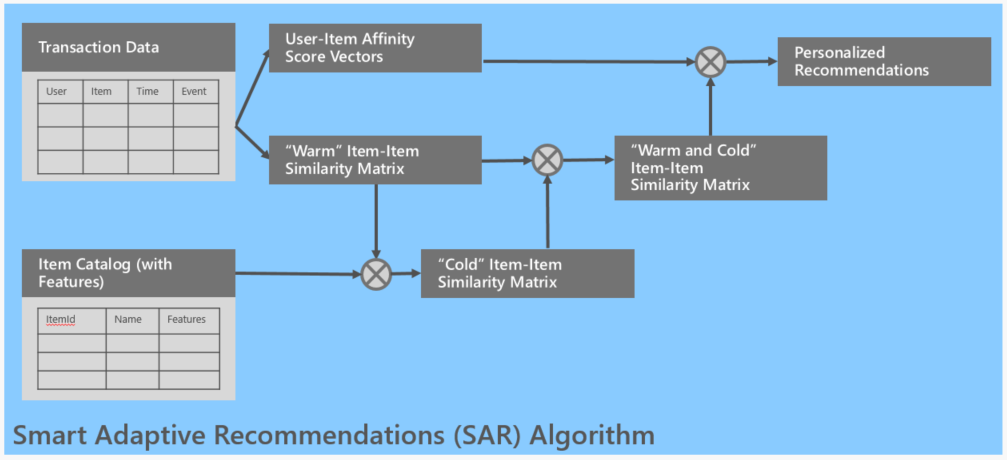 Transaction Data
User Item Time Event
User-Item Affinity
Score Vectors
Personalized
Recommendations
“Warm” Item-Item
Similarity Matrix
“Warm and Cold”
Item-Item
Similarity Matrix
Item Catalog (with
Features)
ItemId Name Features
“Cold” Item-Item
Similarity Matrix
Smart Adaptive Recommendations (SAR) Algorithm